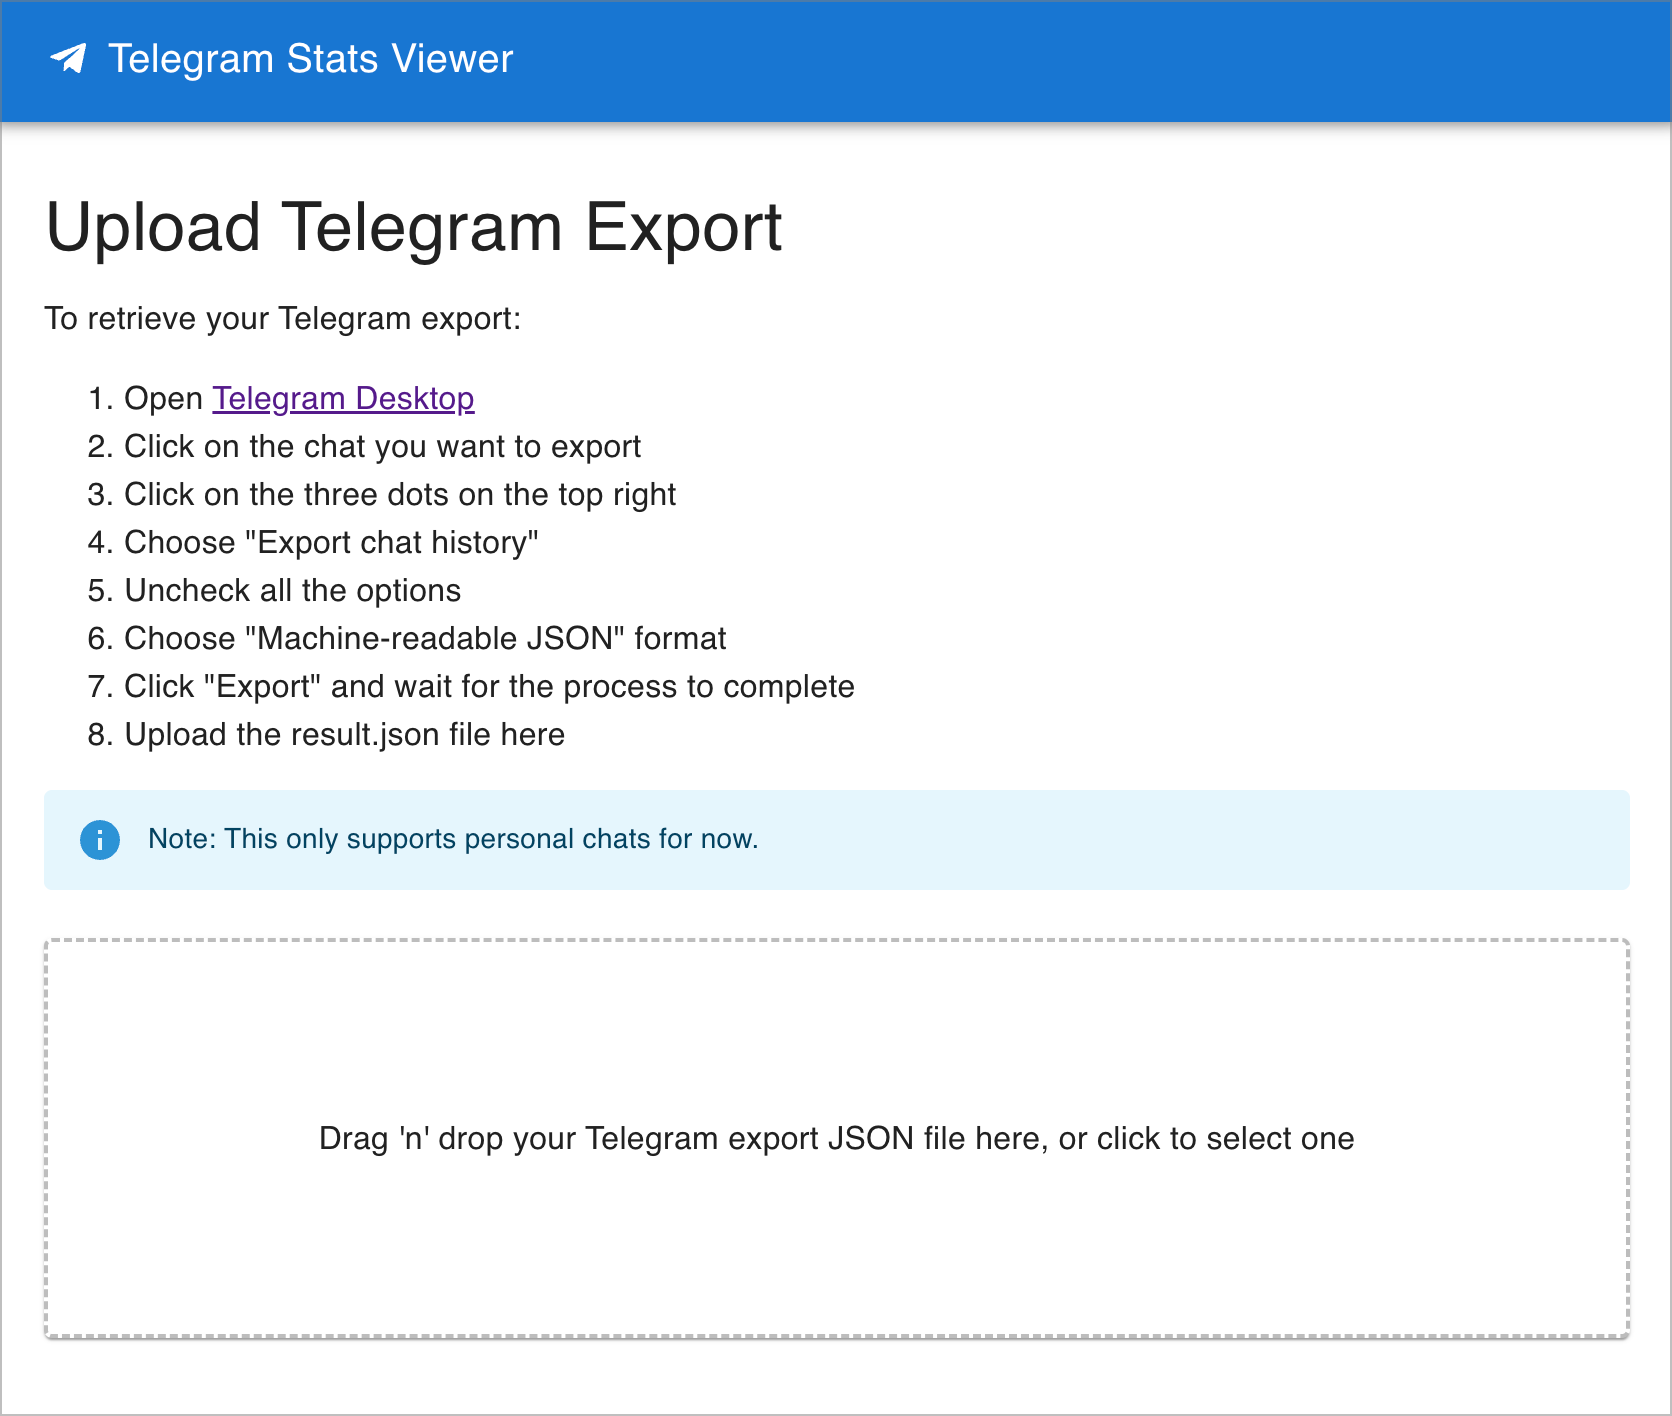 Telegram Stats Viewer
Upload Telegram Export
To retrieve your Telegram export:
1. Open Telegram Desktop
2. Click on the chat you want to export
3. Click on the three dots on the top right
4. Choose "Export chat history"
5. Uncheck all the options
6. Choose "Machine-readable JSON" format
7. Click "Export" and wait for the process to complete
8. Upload the result.json file here
Note: This only supports personal chats for now.
Drag 'n' drop your Telegram export JSON file here, or click to select one